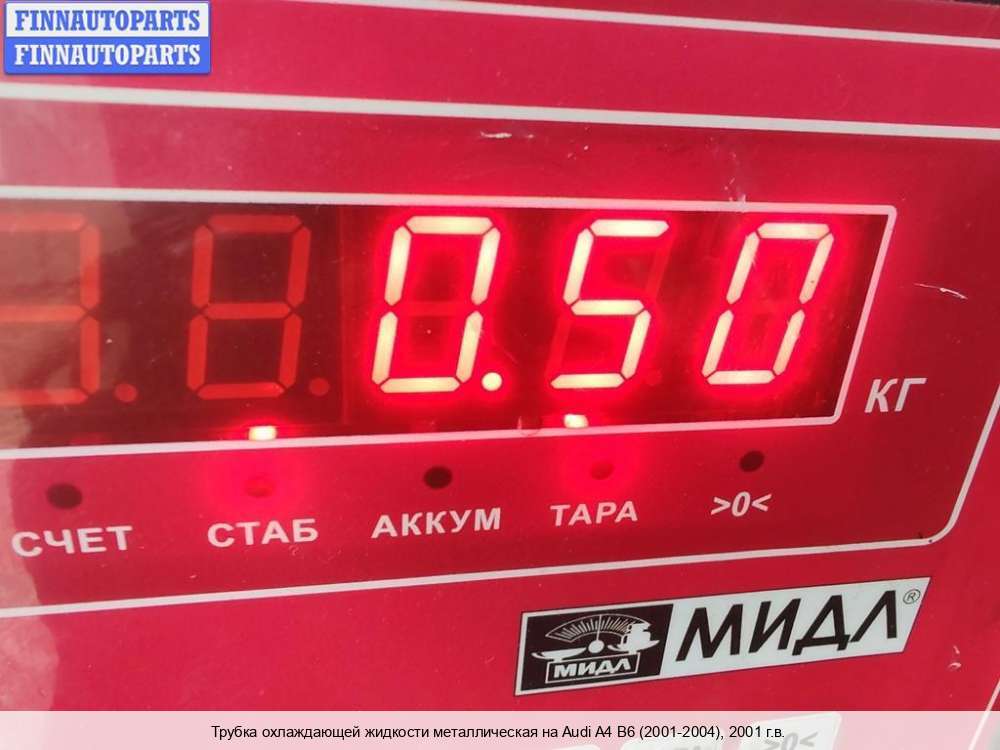 FINNAUTOPARTS
FINNAUTOPARTS
0.50
КГ
СЧЕТ СТАБ АККУМ ТАРА >0<
МИДЛ МИДЛ®
Трубка охлаждающей жидкости металлическая на Audi A4 B6 (2001-2004), 2001 г.в.
>0<